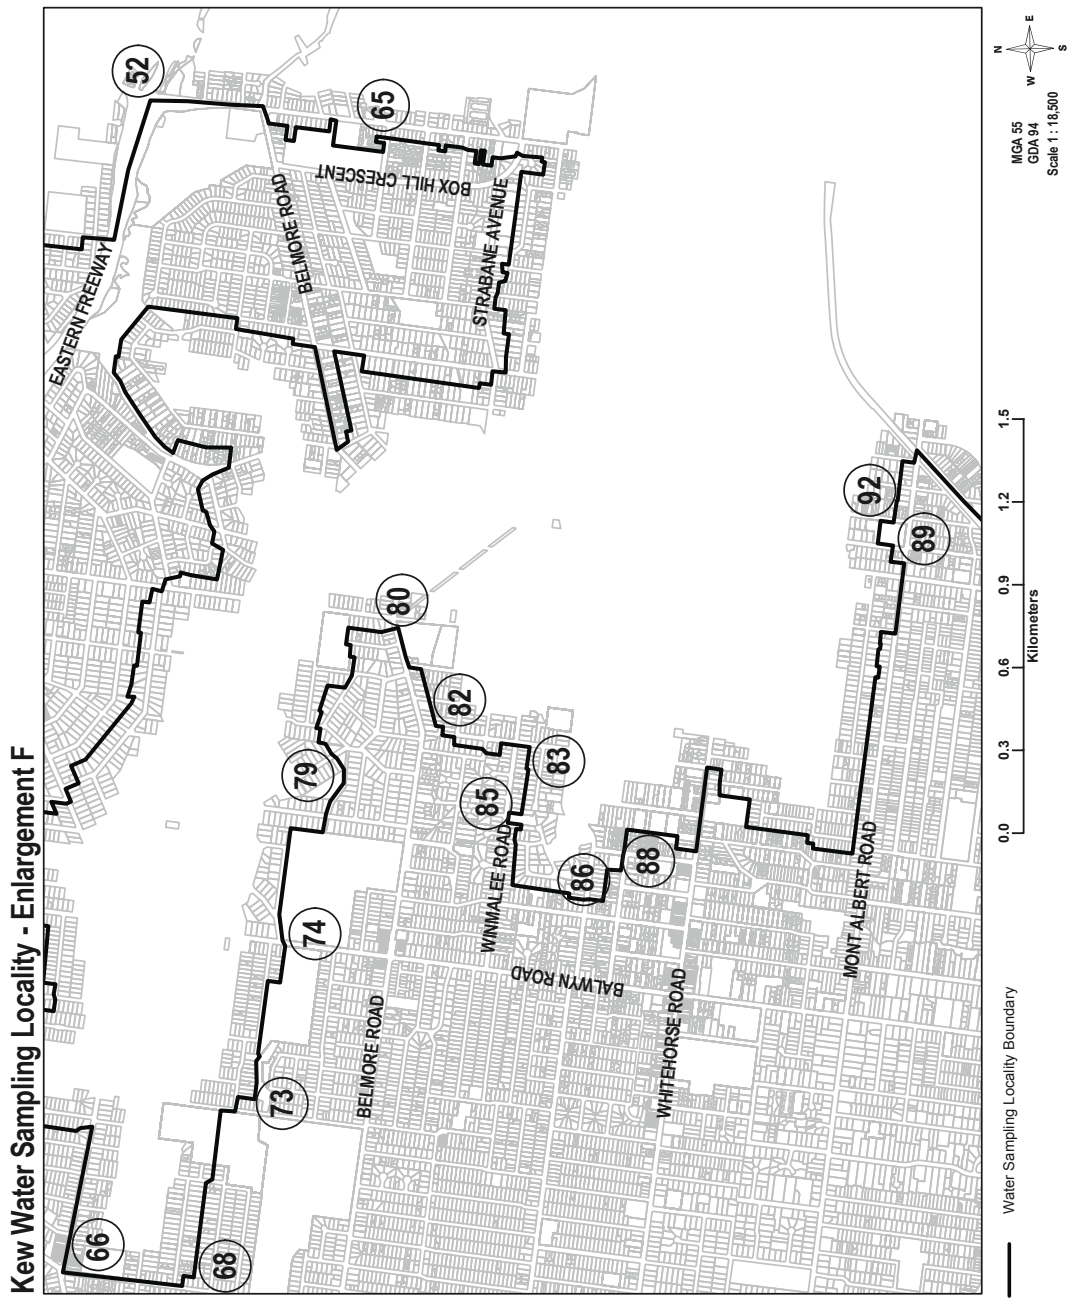 Kew Water Sampling Locality - Enlargement F
52
65
EASTERN FREEWAY
BELMORE ROAD
BOX HILL CRESCENT
STRABANE AVENUE
66
68
73
74
79
80
82
83
85
86
88
89
92
BELMORE ROAD
WINMALEE ROAD
BALWYN ROAD
WHITEHORSE ROAD
MONT ALBERT ROAD
Water Sampling Locality Boundary
0.0 0.3 0.6 0.9 1.2 1.5
Kilometers
N
E
W
S
MGA 55
GDA 94
Scale 1 : 18,500